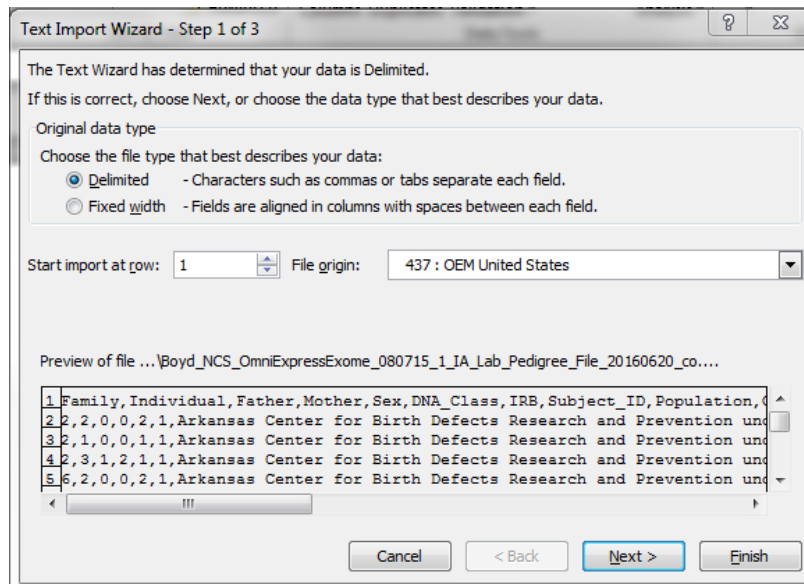 Text Import Wizard - Step 1 of 3
The Text Wizard has determined that your data is Delimited.
If this is correct, choose Next, or choose the data type that best describes your data.
Original data type
Choose the file type that best describes your data:
Delimited - Characters such as commas or tabs separate each field.
Fixed width - Fields are aligned in columns with spaces between each field.
Start import at row: 1 File origin: 437 : OEM United States
Preview of file ...\Boyd_NCS_OmniExpressExome_080715_1_IA_Lab_Pedigree_File_20160620_co....
1 Family,Individual,Father,Mother,Sex,DNA_Class,IRB,Subject_ID,Population,
2 2,2,0,0,2,1,Arkansas Center for Birth Defects Research and Prevention und
3 2,1,0,0,1,1,Arkansas Center for Birth Defects Research and Prevention und
4 2,3,1,2,1,1,Arkansas Center for Birth Defects Research and Prevention und
5 6,2,0,0,2,1,Arkansas Center for Birth Defects Research and Prevention und
Cancel < Back Next > Finish